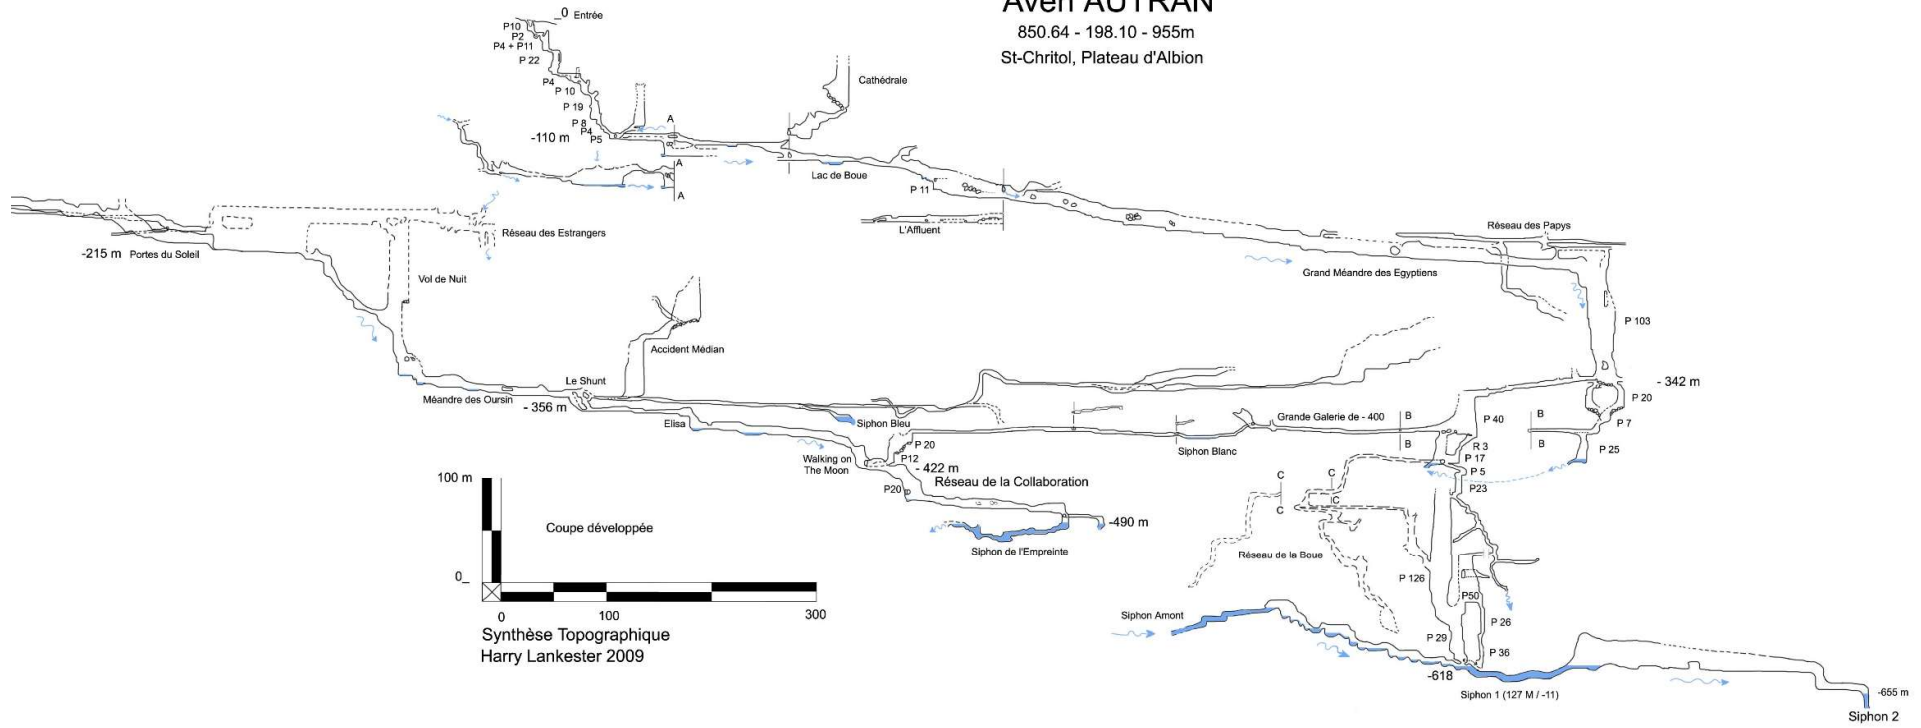 Aven AUTRAN
850.64 - 198.10 - 955m
St-Chritol, Plateau d'Albion
_0 Entrée
P10
P2
P4 + P11
P 22
P4
P 10
P 19
P 8
P4
P5
-110 m
A
A
A
Cathédrale
Lac de Boue
P 11
L'Affluent
Réseau des Papys
Grand Méandre des Egyptiens
P 103
- 342 m
P 20
P 7
P 25
-215 m Portes du Soleil
Réseau des Estrangers
Vol de Nuit
Accident Médian
Le Shunt
Méandre des Oursin
- 356 m
Elisa
Siphon Bleu
Walking on
The Moon
P 20
P12
- 422 m
P20
Réseau de la Collaboration
-490 m
Siphon de l'Empreinte
Siphon Blanc
Grande Galerie de - 400
B
B
B
B
P 40
R 3
P 17
P 5
P23
C
C
C
C
Réseau de la Boue
P 126
P50
P 26
P 29
P 36
Siphon Amont
-618
Siphon 1 (127 M / -11)
-655 m
Siphon 2
100 m
Coupe développée
0_
0
100
300
Synthèse Topographique
Harry Lankester 2009